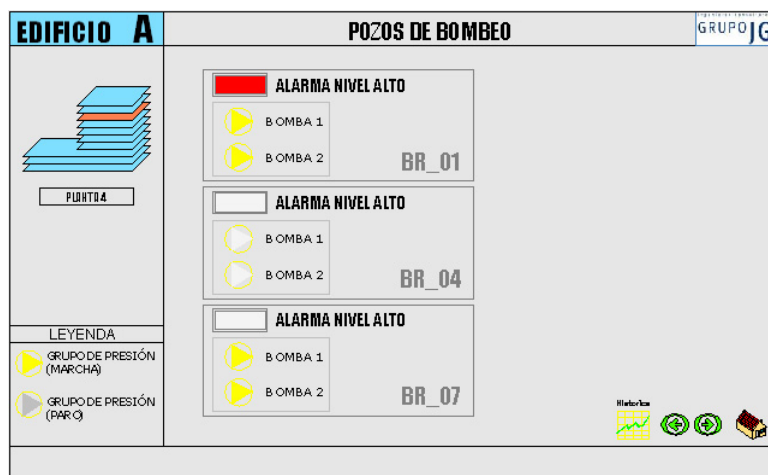 EDIFICIO A
POZOS DE BOMBEO
GRUPO JG
ALARMA NIVEL ALTO
BOMBA 1
BOMBA 2
BR_01
PLANTA 4
ALARMA NIVEL ALTO
BOMBA 1
BOMBA 2
BR_04
ALARMA NIVEL ALTO
BOMBA 1
BOMBA 2
BR_07
LEYENDA
GRUPO DE PRESIÓN
(MARCHA)
GRUPO DE PRESIÓN
(PARO)
Historico